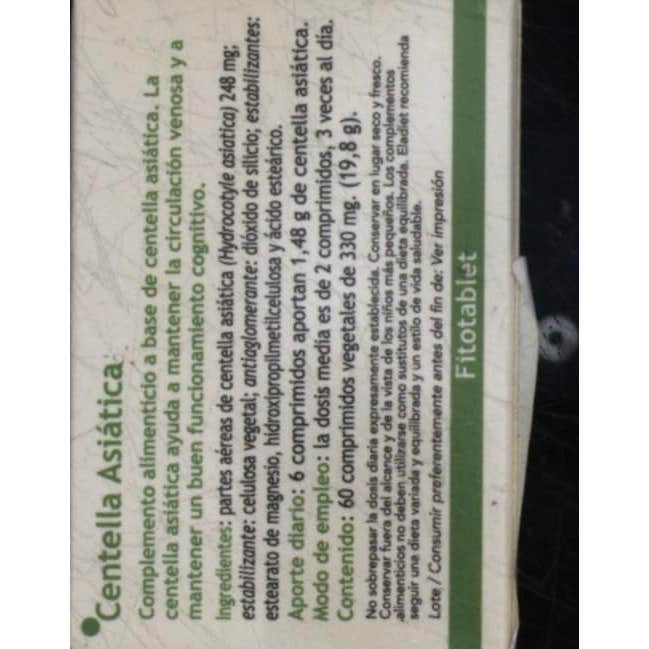 Centella Asiática
Complemento alimenticio a base de centella asiática. La
centella asiática ayuda a mantener la circulación venosa y a
mantener un buen funcionamiento cognitivo.
Ingredientes: partes aéreas de centella asiática (Hydrocotyle asiatica) 248 mg;
estabilizante: celulosa vegetal; antiaglomerante: dióxido de silicio; estabilizantes:
estearato de magnesio, hidroxipropilmetilcelulosa y ácido esteárico.
Aporte diario: 6 comprimidos aportan 1,48 g de centella asiática.
Modo de empleo: la dosis media es de 2 comprimidos, 3 veces al día.
Contenido: 60 comprimidos vegetales de 330 mg. (19,8 g).
No sobrepasar la dosis diaria expresamente establecida. Conservar en lugar seco y fresco.
Conservar fuera del alcance y de la vista de los niños más pequeños. Los complementos
alimenticios no deben utilizarse como sustitutos de una dieta equilibrada. Eladiet recomienda
seguir una dieta variada y equilibrada y un estilo de vida saludable.
Lote / Consumir preferentemente antes del fin de: Ver impresión
Fitotablet